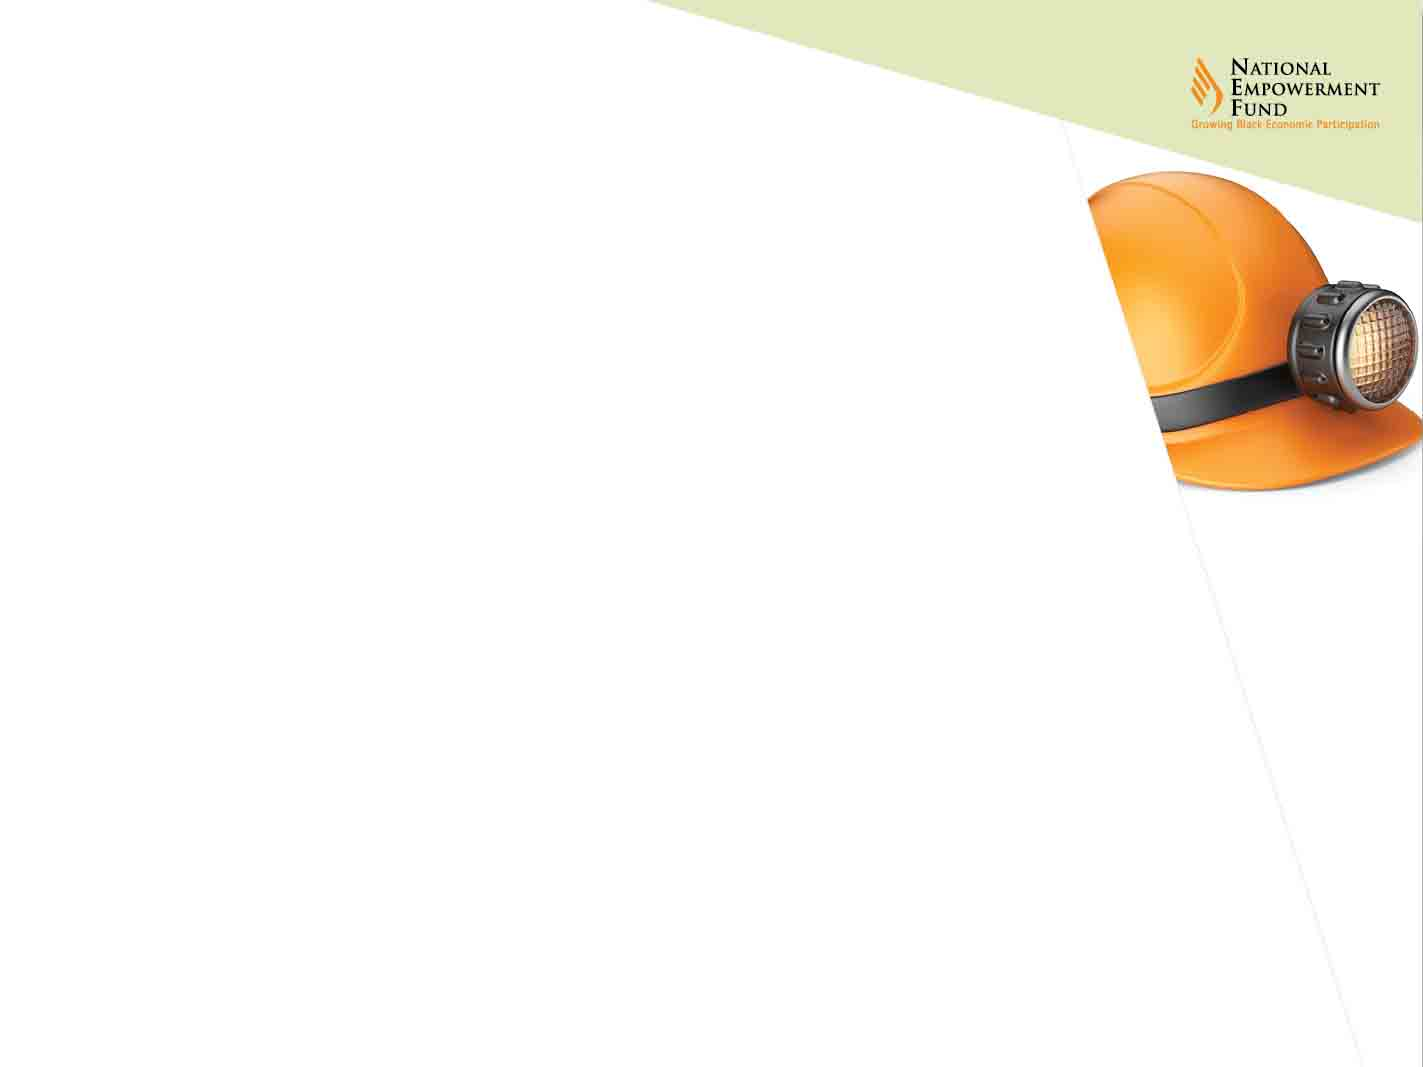 NATIONAL
EMPOWERMENT
FUND
Growing Black Economic Participation